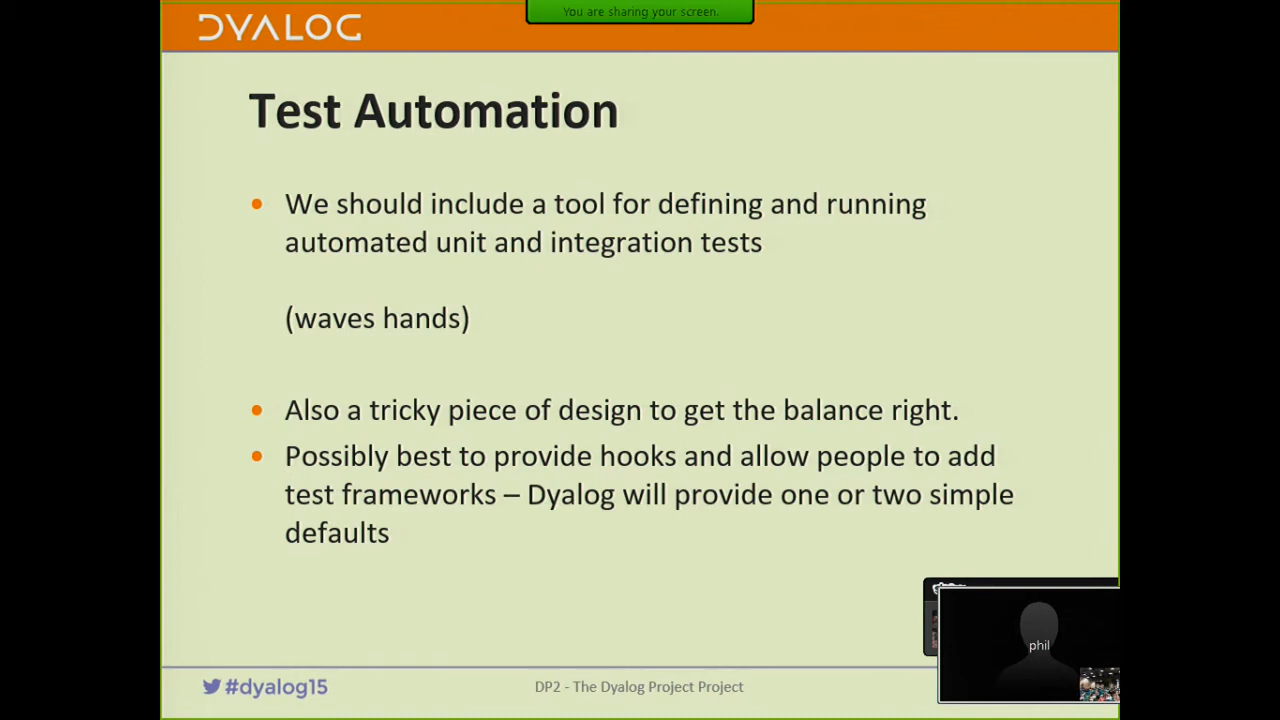 You are sharing your screen.
DYALOG
Test Automation
• We should include a tool for defining and running
automated unit and integration tests
(waves hands)
• Also a tricky piece of design to get the balance right.
• Possibly best to provide hooks and allow people to add
test frameworks – Dyalog will provide one or two simple
defaults
phil
#dyalog15
DP2 - The Dyalog Project Project